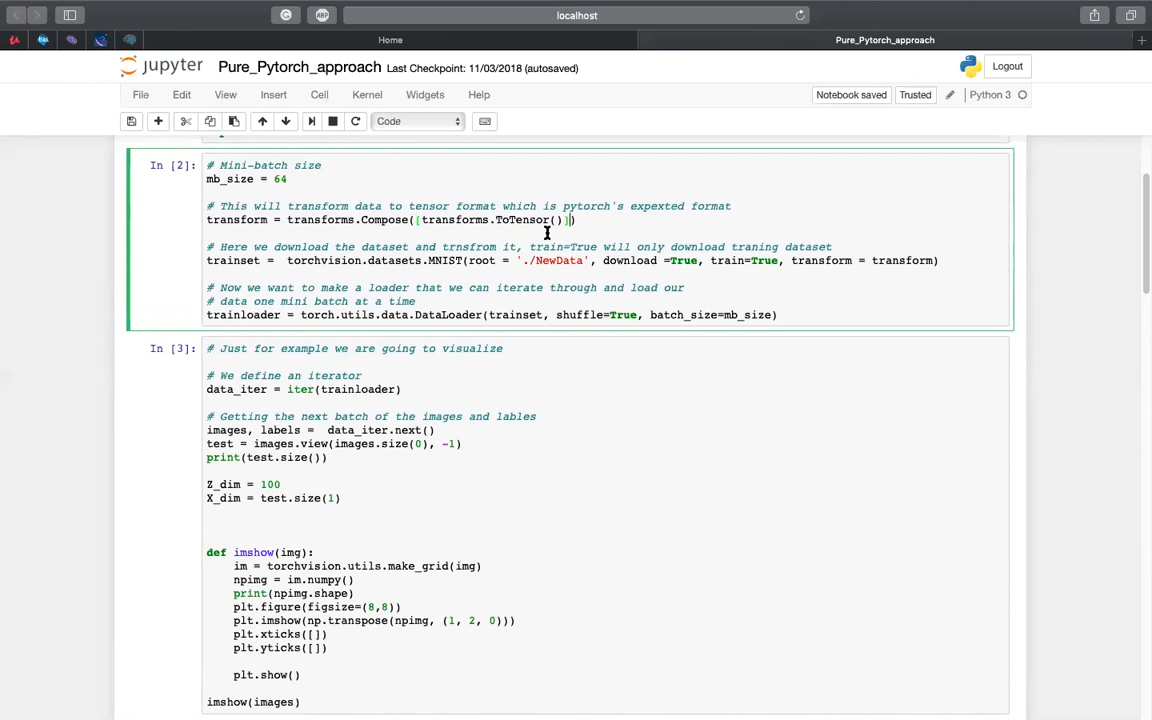 localhost
Home
Pure_Pytorch_approach
jupyter Pure_Pytorch_approach Last Checkpoint: 11/03/2018 (autosaved)
Logout
File Edit View Insert Cell Kernel Widgets Help
Notebook saved Trusted Python 3
Code
In [2]:
# Mini-batch size
mb_size = 64
# This will transform data to tensor format which is pytorch's expexted format
transform = transforms.Compose([transforms.ToTensor()])
# Here we download the dataset and trnsfrom it, train=True will only download traning dataset
trainset =  torchvision.datasets.MNIST(root = './NewData', download =True, train=True, transform = transform)
# Now we want to make a loader that we can iterate through and load our
# data one mini batch at a time
trainloader = torch.utils.data.DataLoader(trainset, shuffle=True, batch_size=mb_size)
In [3]:
# Just for example we are going to visualize
# We define an iterator
data_iter = iter(trainloader)
# Getting the next batch of the images and lables
images, labels =  data_iter.next()
test = images.view(images.size(0), -1)
print(test.size())
Z_dim = 100
X_dim = test.size(1)
def imshow(img):
    im = torchvision.utils.make_grid(img)
    npimg = im.numpy()
    print(npimg.shape)
    plt.figure(figsize=(8,8))
    plt.imshow(np.transpose(npimg, (1, 2, 0)))
    plt.xticks([])
    plt.yticks([])
    plt.show()
imshow(images)